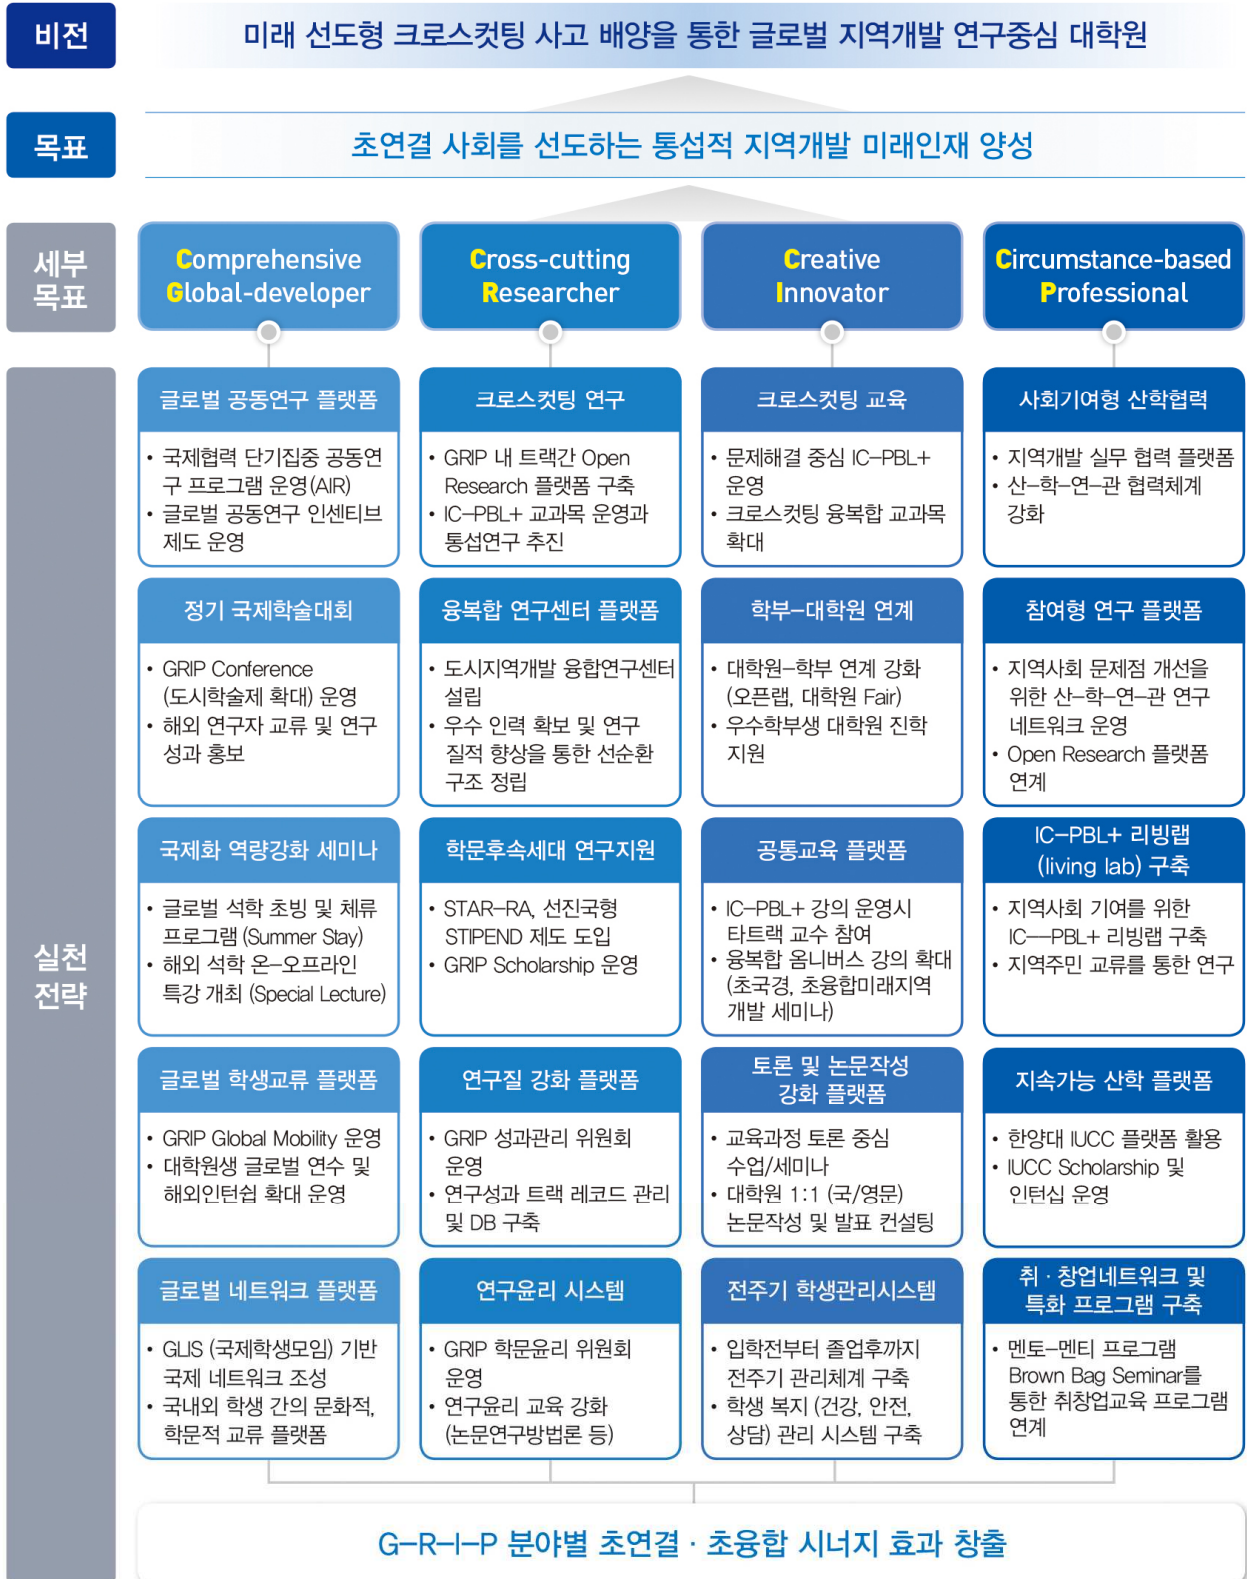 비전
미래 선도형 크로스컷팅 사고 배양을 통한 글로벌 지역개발 연구중심 대학원
목표
초연결 사회를 선도하는 통섭적 지역개발 미래인재 양성
세부
목표
Comprehensive
Global-developer
Cross-cutting
Researcher
Creative
Innovator
Circumstance-based
Professional
실천
전략
글로벌 공동연구 플랫폼
• 국제협력 단기집중 공동연
구 프로그램 운영(AIR)
• 글로벌 공동연구 인센티브
제도 운영
크로스컷팅 연구
• GRIP 내 트랙간 Open
Research 플랫폼 구축
• IC-PBL+ 교과목 운영과
통섭연구 추진
크로스컷팅 교육
• 문제해결 중심 IC-PBL+
운영
• 크로스컷팅 융복합 교과목
확대
사회기여형 산학협력
• 지역개발 실무 협력 플랫폼
• 산-학-연-관 협력체계
강화
정기 국제학술대회
• GRIP Conference
(도시학술제 확대) 운영
• 해외 연구자 교류 및 연구
성과 홍보
융복합 연구센터 플랫폼
• 도시지역개발 융합연구센터
설립
• 우수 인력 확보 및 연구
질적 향상을 통한 선순환
구조 정립
학부-대학원 연계
• 대학원-학부 연계 강화
(오픈랩, 대학원 Fair)
• 우수학부생 대학원 진학
지원
참여형 연구 플랫폼
• 지역사회 문제점 개선을
위한 산-학-연-관 연구
네트워크 운영
• Open Research 플랫폼
연계
국제화 역량강화 세미나
• 글로벌 석학 초빙 및 체류
프로그램 (Summer Stay)
• 해외 석학 온-오프라인
특강 개최 (Special Lecture)
학문후속세대 연구지원
• STAR-RA, 선진국형
STIPEND 제도 도입
• GRIP Scholarship 운영
공통교육 플랫폼
• IC-PBL+ 강의 운영시
타트랙 교수 참여
• 융복합 옴니버스 강의 확대
(초국경, 초융합미래지역
개발 세미나)
IC-PBL+ 리빙랩
(living lab) 구축
• 지역사회 기여를 위한
IC--PBL+ 리빙랩 구축
• 지역주민 교류를 통한 연구
글로벌 학생교류 플랫폼
• GRIP Global Mobility 운영
• 대학원생 글로벌 연수 및
해외인턴쉽 확대 운영
연구질 강화 플랫폼
• GRIP 성과관리 위원회
운영
• 연구성과 트랙 레코드 관리
및 DB 구축
토론 및 논문작성
강화 플랫폼
• 교육과정 토론 중심
수업/세미나
• 대학원 1:1 (국/영문)
논문작성 및 발표 컨설팅
지속가능 산학 플랫폼
• 한양대 IUCC 플랫폼 활용
• IUCC Scholarship 및
인턴십 운영
글로벌 네트워크 플랫폼
• GLIS (국제학생모임) 기반
국제 네트워크 조성
• 국내외 학생 간의 문화적,
학문적 교류 플랫폼
연구윤리 시스템
• GRIP 학문윤리 위원회
운영
• 연구윤리 교육 강화
(논문연구방법론 등)
전주기 학생관리시스템
• 입학전부터 졸업후까지
전주기 관리체계 구축
• 학생 복지 (건강, 안전,
상담) 관리 시스템 구축
취 · 창업네트워크 및
특화 프로그램 구축
• 멘토-멘티 프로그램
Brown Bag Seminar를
통한 취창업교육 프로그램
연계
G-R-I-P 분야별 초연결 · 초융합 시너지 효과 창출